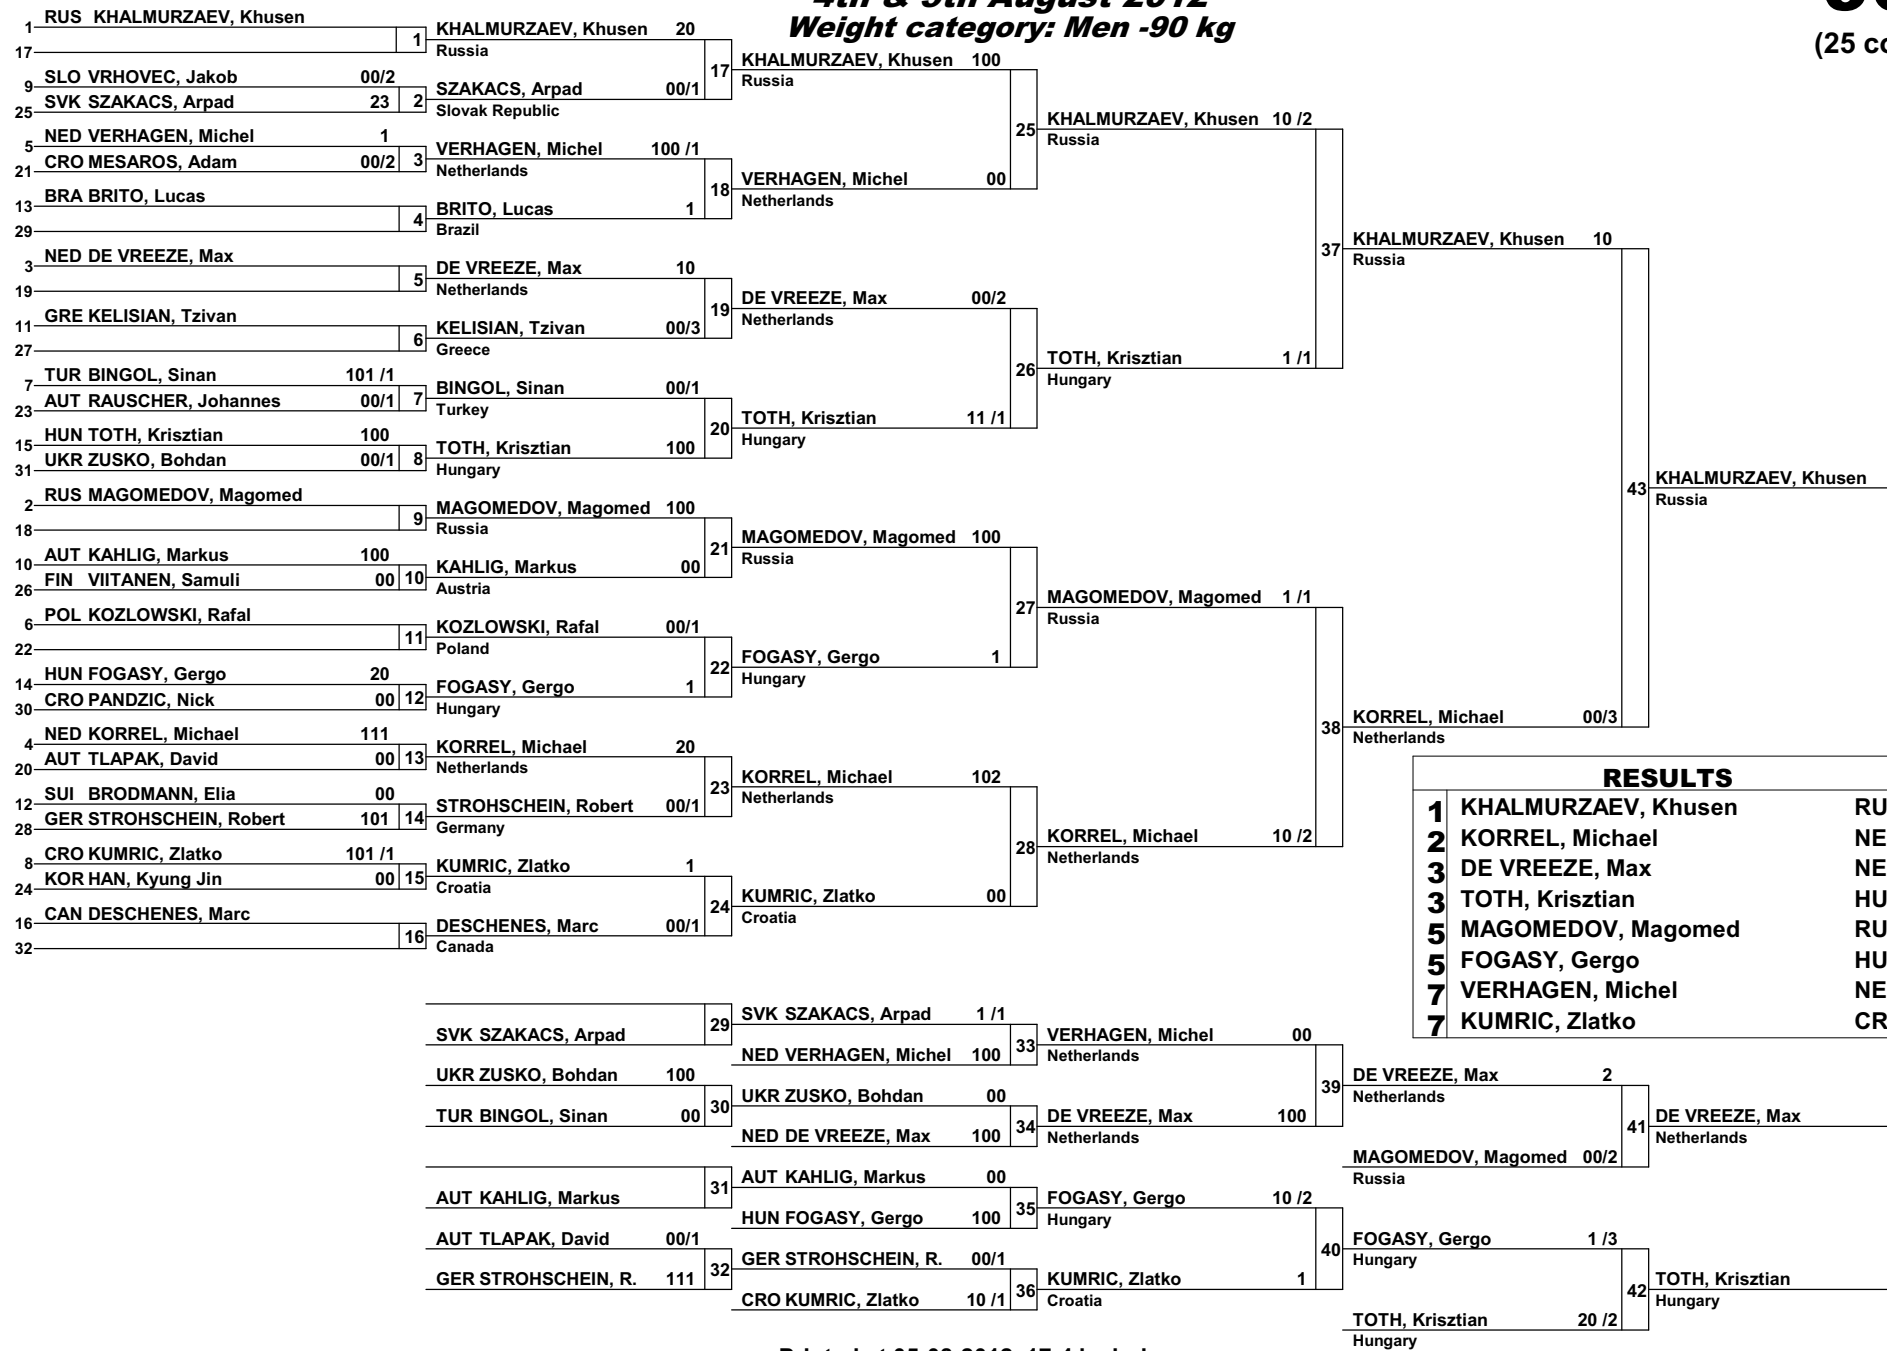 Weight category: Men -90 kg
1 RUS KHALMURZAEV, Khusen
17
1
9 SLO VRHOVEC, Jakob 00/2
25 SVK SZAKACS, Arpad 23
2
5 NED VERHAGEN, Michel 1
21 CRO MESAROS, Adam 00/2
3
13 BRA BRITO, Lucas
29
4
3 NED DE VREEZE, Max
19
5
11 GRE KELISIAN, Tzivan
27
6
7 TUR BINGOL, Sinan 101 /1
23 AUT RAUSCHER, Johannes 00/1
7
15 HUN TOTH, Krisztian 100
31 UKR ZUSKO, Bohdan 00/1
8
2 RUS MAGOMEDOV, Magomed
18
9
10 AUT KAHLIG, Markus 100
26 FIN VIITANEN, Samuli 00
10
6 POL KOZLOWSKI, Rafal
22
11
14 HUN FOGASY, Gergo 20
30 CRO PANDZIC, Nick 00
12
4 NED KORREL, Michael 111
20 AUT TLAPAK, David 00
13
12 SUI BRODMANN, Elia 00
28 GER STROHSCHEIN, Robert 101
14
8 CRO KUMRIC, Zlatko 101 /1
24 KOR HAN, Kyung Jin 00
15
16 CAN DESCHENES, Marc
32
16
KHALMURZAEV, Khusen 20
Russia
17
SZAKACS, Arpad 00/1
Slovak Republic
VERHAGEN, Michel 100 /1
Netherlands
18
BRITO, Lucas 1
Brazil
DE VREEZE, Max 10
Netherlands
19
KELISIAN, Tzivan 00/3
Greece
BINGOL, Sinan 00/1
Turkey
20
TOTH, Krisztian 100
Hungary
MAGOMEDOV, Magomed 100
Russia
21
KAHLIG, Markus 00
Austria
KOZLOWSKI, Rafal 00/1
Poland
22
FOGASY, Gergo 1
Hungary
KORREL, Michael 20
Netherlands
23
STROHSCHEIN, Robert 00/1
Germany
KUMRIC, Zlatko 1
Croatia
24
DESCHENES, Marc 00/1
Canada
KHALMURZAEV, Khusen 100
Russia
25
VERHAGEN, Michel 00
Netherlands
DE VREEZE, Max 00/2
Netherlands
26
TOTH, Krisztian 11 /1
Hungary
MAGOMEDOV, Magomed 100
Russia
27
FOGASY, Gergo 1
Hungary
KORREL, Michael 102
Netherlands
28
KUMRIC, Zlatko 00
Croatia
KHALMURZAEV, Khusen 10 /2
Russia
37
TOTH, Krisztian 1 /1
Hungary
MAGOMEDOV, Magomed 1 /1
Russia
38
KORREL, Michael 10 /2
Netherlands
KHALMURZAEV, Khusen 10
Russia
43
KORREL, Michael 00/3
Netherlands
KHALMURZAEV, Khusen
Russia
RESULTS
1 KHALMURZAEV, Khusen RU
2 KORREL, Michael NE
3 DE VREEZE, Max NE
3 TOTH, Krisztian HU
5 MAGOMEDOV, Magomed RU
5 FOGASY, Gergo HU
7 VERHAGEN, Michel NE
7 KUMRIC, Zlatko CR
29
SVK SZAKACS, Arpad
UKR ZUSKO, Bohdan 100
30
TUR BINGOL, Sinan 00
31
AUT KAHLIG, Markus
AUT TLAPAK, David 00/1
32
GER STROHSCHEIN, R. 111
SVK SZAKACS, Arpad 1 /1
33
NED VERHAGEN, Michel 100
UKR ZUSKO, Bohdan 00
34
NED DE VREEZE, Max 100
AUT KAHLIG, Markus 00
35
HUN FOGASY, Gergo 100
GER STROHSCHEIN, R. 00/1
36
CRO KUMRIC, Zlatko 10 /1
VERHAGEN, Michel 00
Netherlands
39
DE VREEZE, Max 100
Netherlands
FOGASY, Gergo 10 /2
Hungary
40
KUMRIC, Zlatko 1
Croatia
DE VREEZE, Max 2
Netherlands
41
MAGOMEDOV, Magomed 00/2
Russia
FOGASY, Gergo 1 /3
Hungary
42
TOTH, Krisztian 20 /2
Hungary
DE VREEZE, Max
Netherlands
TOTH, Krisztian
Hungary